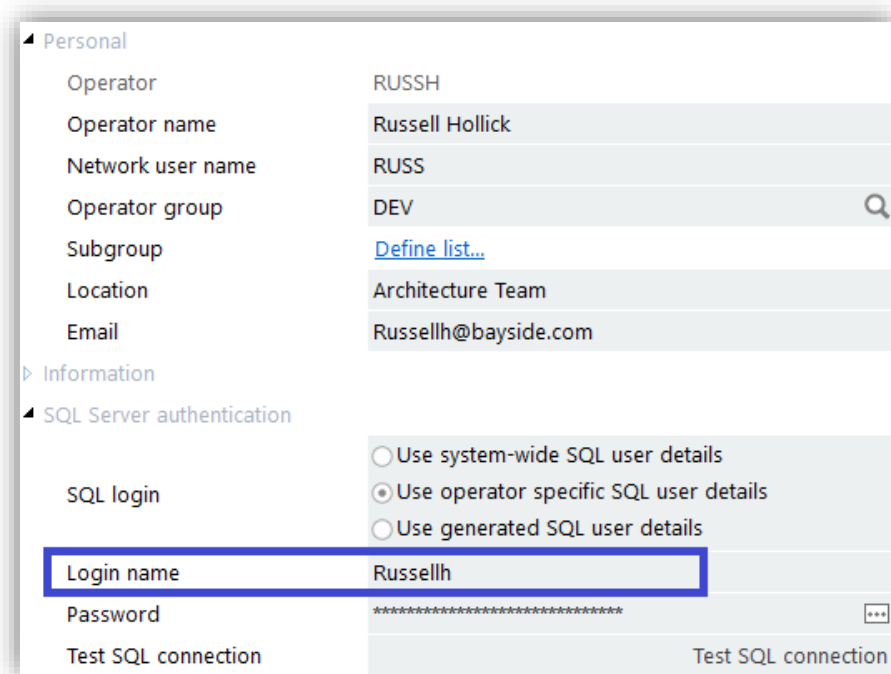 Personal
Operator RUSSH
Operator name Russell Hollick
Network user name RUSS
Operator group DEV
Subgroup Define list...
Location Architecture Team
Email Russellh@bayside.com
Information
SQL Server authentication
Use system-wide SQL user details
SQL login Use operator specific SQL user details
Use generated SQL user details
Login name Russellh
Password ******************************
Test SQL connection Test SQL connection